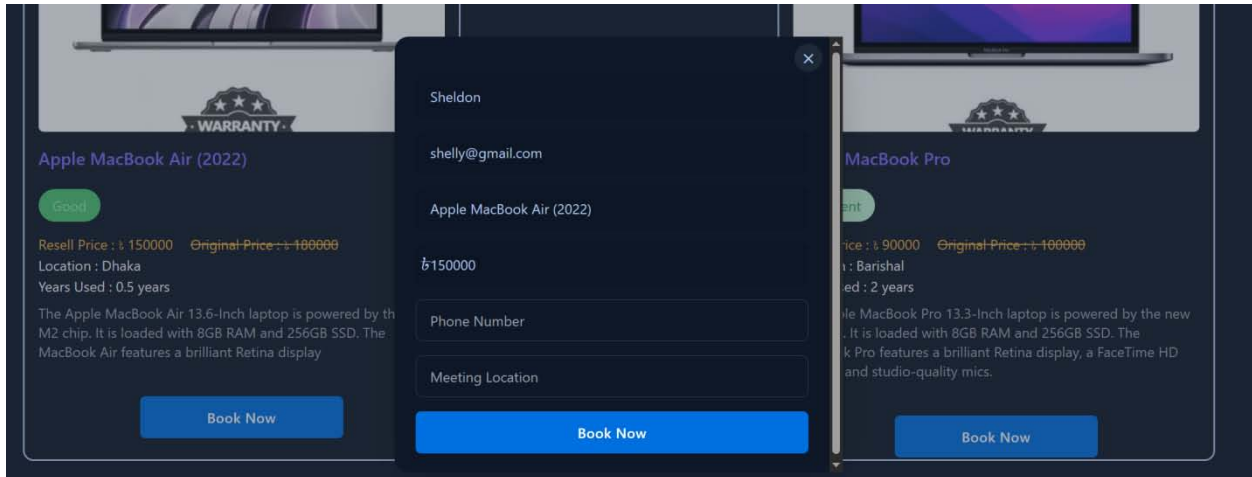 WARRANTY
Apple MacBook Air (2022)
Good
Resell Price : ৳ 150000 Original Price : ৳ 180000
Location : Dhaka
Years Used : 0.5 years
The Apple MacBook Air 13.6-Inch laptop is powered by th
M2 chip. It is loaded with 8GB RAM and 256GB SSD. The
MacBook Air features a brilliant Retina display
Book Now
Sheldon
shelly@gmail.com
Apple MacBook Air (2022)
৳150000
Phone Number
Meeting Location
Book Now
WARRANTY
MacBook Pro
ent
rice : ৳ 90000 Original Price : ৳ 100000
: Barishal
ed : 2 years
le MacBook Pro 13.3-Inch laptop is powered by the new
. It is loaded with 8GB RAM and 256GB SSD. The
k Pro features a brilliant Retina display, a FaceTime HD
and studio-quality mics.
Book Now